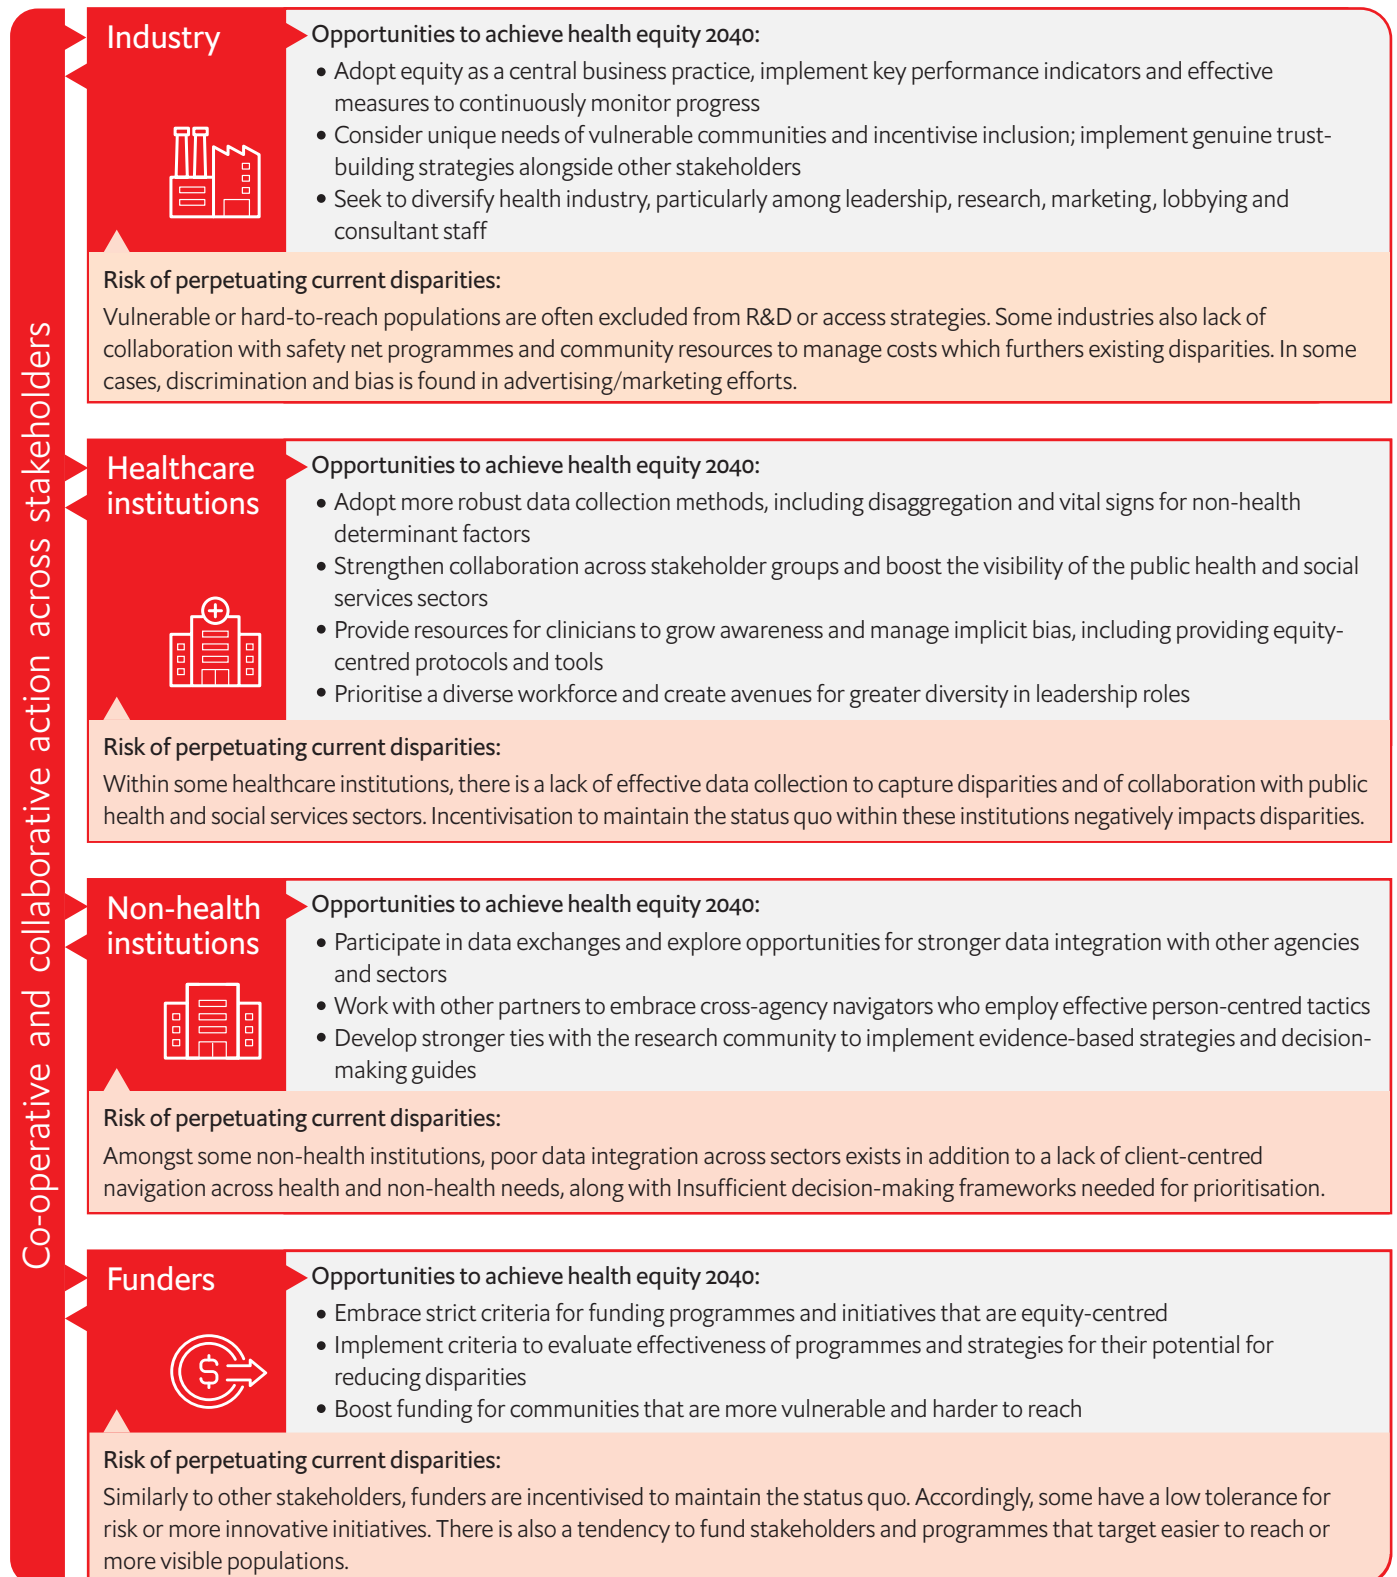 Co-operative and collaborative action across stakeholders
Industry
Opportunities to achieve health equity 2040:
• Adopt equity as a central business practice, implement key performance indicators and effective
measures to continuously monitor progress
• Consider unique needs of vulnerable communities and incentivise inclusion; implement genuine trust-
building strategies alongside other stakeholders
• Seek to diversify health industry, particularly among leadership, research, marketing, lobbying and
consultant staff
Risk of perpetuating current disparities:
Vulnerable or hard-to-reach populations are often excluded from R&D or access strategies. Some industries also lack of
collaboration with safety net programmes and community resources to manage costs which furthers existing disparities. In some
cases, discrimination and bias is found in advertising/marketing efforts.
Healthcare
institutions
Opportunities to achieve health equity 2040:
• Adopt more robust data collection methods, including disaggregation and vital signs for non-health
determinant factors
• Strengthen collaboration across stakeholder groups and boost the visibility of the public health and social
services sectors
• Provide resources for clinicians to grow awareness and manage implicit bias, including providing equity-
centred protocols and tools
• Prioritise a diverse workforce and create avenues for greater diversity in leadership roles
Risk of perpetuating current disparities:
Within some healthcare institutions, there is a lack of effective data collection to capture disparities and of collaboration with public
health and social services sectors. Incentivisation to maintain the status quo within these institutions negatively impacts disparities.
Non-health
institutions
Opportunities to achieve health equity 2040:
• Participate in data exchanges and explore opportunities for stronger data integration with other agencies
and sectors
• Work with other partners to embrace cross-agency navigators who employ effective person-centred tactics
• Develop stronger ties with the research community to implement evidence-based strategies and decision-
making guides
Risk of perpetuating current disparities:
Amongst some non-health institutions, poor data integration across sectors exists in addition to a lack of client-centred
navigation across health and non-health needs, along with Insufficient decision-making frameworks needed for prioritisation.
Funders
Opportunities to achieve health equity 2040:
• Embrace strict criteria for funding programmes and initiatives that are equity-centred
• Implement criteria to evaluate effectiveness of programmes and strategies for their potential for
reducing disparities
• Boost funding for communities that are more vulnerable and harder to reach
Risk of perpetuating current disparities:
Similarly to other stakeholders, funders are incentivised to maintain the status quo. Accordingly, some have a low tolerance for
risk or more innovative initiatives. There is also a tendency to fund stakeholders and programmes that target easier to reach or
more visible populations.